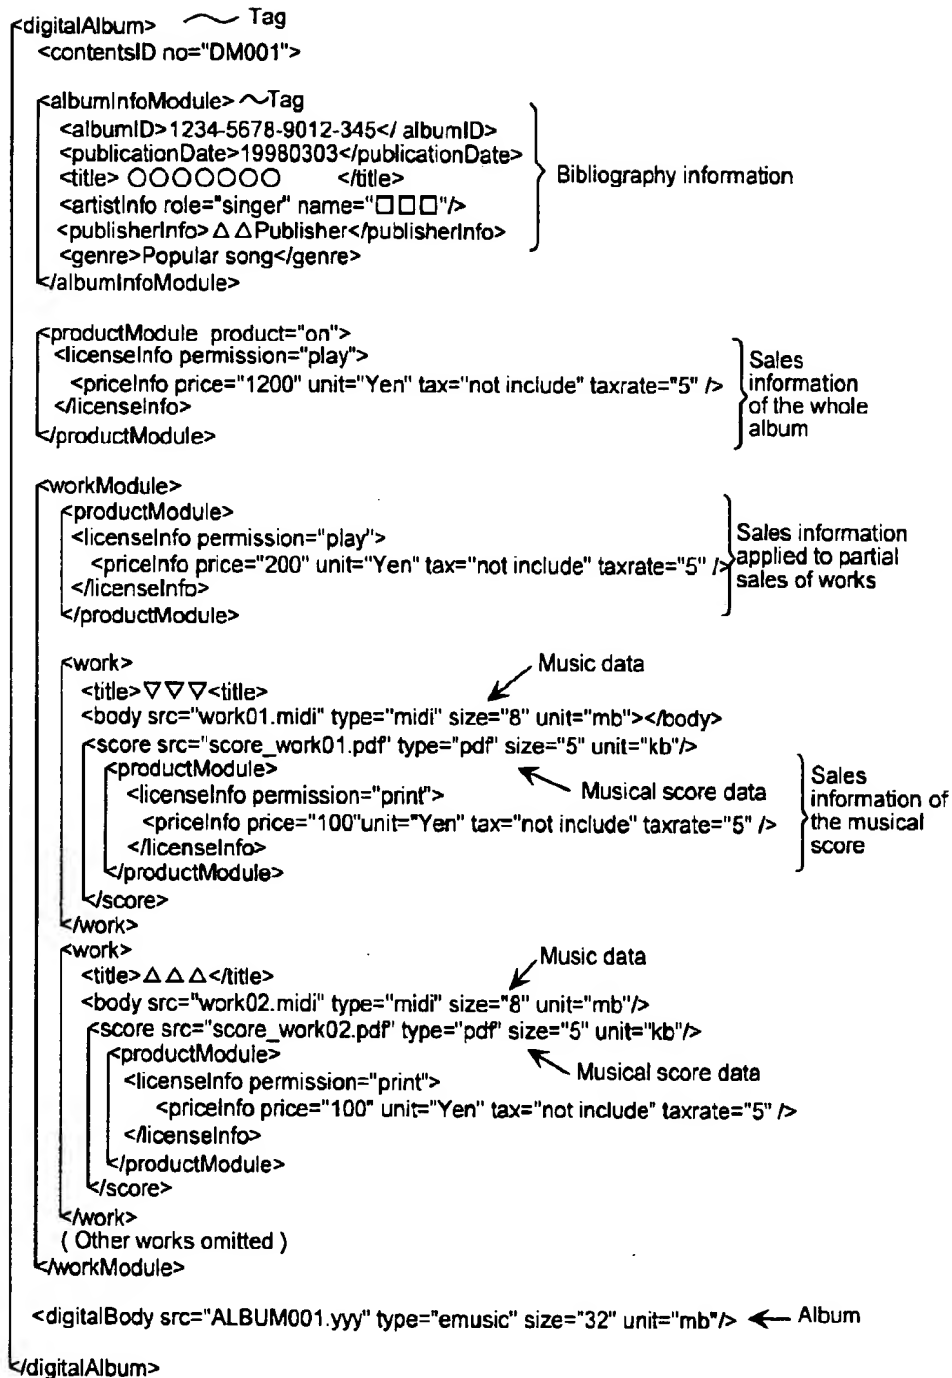 <digitalAlbum> Tag
<contentsID no="DM001">
<albumInfoModule> Tag
<albumID>1234-5678-9012-345</ albumID>
<publicationDate>19980303</publicationDate>
<title> ○○○○○○○ </title>
Bibliography information
<artistInfo role="singer" name="□□□"/>
<publisherInfo>△△Publisher</publisherInfo>
<genre>Popular song</genre>
</albumInfoModule>
<productModule product="on">
<licenseInfo permission="play">
<priceInfo price="1200" unit="Yen" tax="not include" taxrate="5" />
</licenseInfo>
</productModule>
Sales
information
of the whole
album
<workModule>
<productModule>
<licenseInfo permission="play">
<priceInfo price="200" unit="Yen" tax="not include" taxrate="5" />
</licenseInfo>
</productModule>
Sales information
applied to partial
sales of works
<work>
Music data
<title>▽▽▽<title>
<body src="work01.midi" type="midi" size="8" unit="mb"></body>
<score src="score_work01.pdf" type="pdf" size="5" unit="kb"/>
<productModule>
Musical score data
<licenseInfo permission="print">
<priceInfo price="100"unit="Yen" tax="not include" taxrate="5" />
</licenseInfo>
</productModule>
Sales
information of
the musical
score
</score>
</work>
<work>
Music data
<title>△△△</title>
<body src="work02.midi" type="midi" size="8" unit="mb"/>
<score src="score_work02.pdf" type="pdf" size="5" unit="kb"/>
<productModule>
Musical score data
<licenseInfo permission="print">
<priceInfo price="100" unit="Yen" tax="not include" taxrate="5" />
</licenseInfo>
</productModule>
</score>
</work>
( Other works omitted )
</workModule>
<digitalBody src="ALBUM001.yyy" type="emusic" size="32" unit="mb"/> Album
</digitalAlbum>